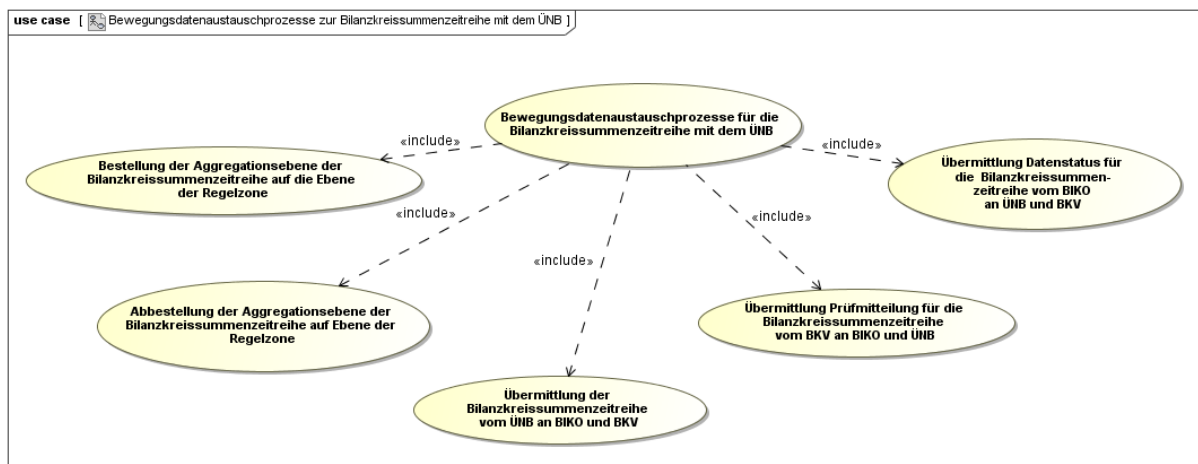 use case [ Bewegungsdatenaustauschprozesse zur Bilanzkreissummenzeitreihe mit dem ÜNB ]
Bewegungsdatenaustauschprozesse für die
Bilanzkreissummenzeitreihe mit dem ÜNB
«include»
«include»
«include»
«include»
«include»
Bestellung der Aggregationsebene der
Bilanzkreissummenzeitreihe auf die Ebene
der Regelzone
Übermittlung Datenstatus für
die Bilanzkreissummen-
zeitreihe vom BIKO
an ÜNB und BKV
Abbestellung der Aggregationsebene der
Bilanzkreissummenzeitreihe auf Ebene der
Regelzone
Übermittlung Prüfmitteilung für die
Bilanzkreissummenzeitreihe
vom BKV an BIKO und ÜNB
Übermittlung der
Bilanzkreissummenzeitreihe
vom ÜNB an BIKO und BKV